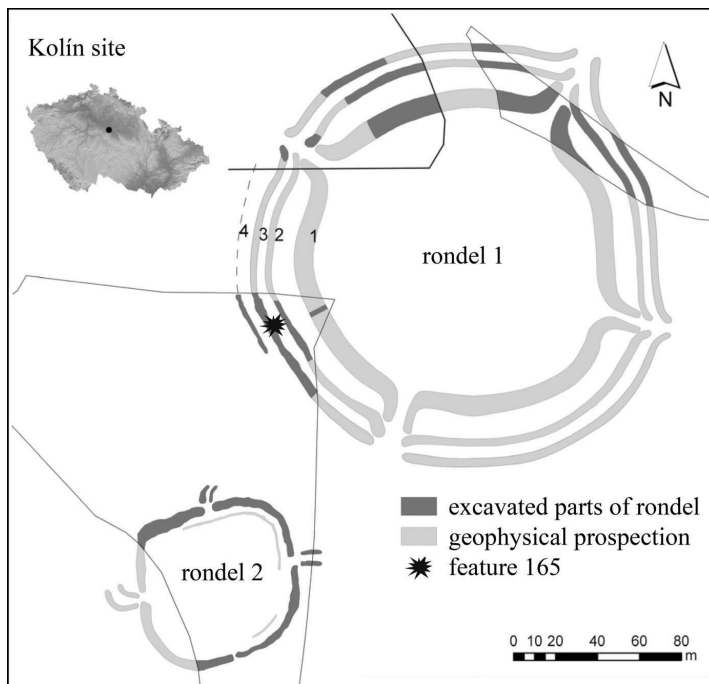 Kolín site
N
4
3
2
1
rondel 1
rondel 2
excavated parts of rondel
geophysical prospection
feature 165
0 10 20 40 60 80
m